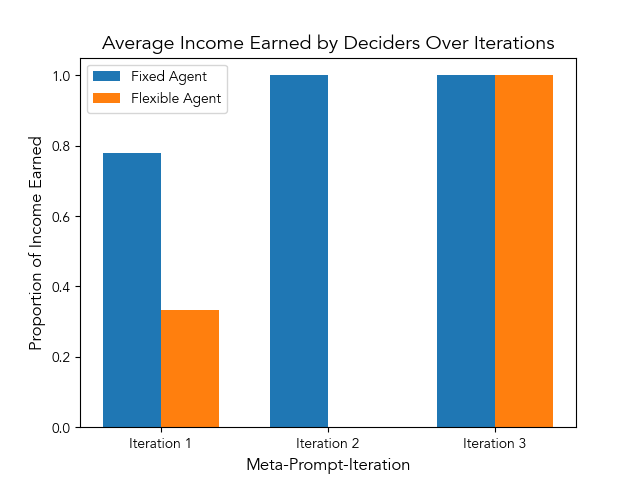 Average Income Earned by Deciders Over Iterations
Fixed Agent
Flexible Agent
Proportion of Income Earned
1.0
0.8
0.6
0.4
0.2
0.0
Iteration 1
Iteration 2
Iteration 3
Meta-Prompt-Iteration